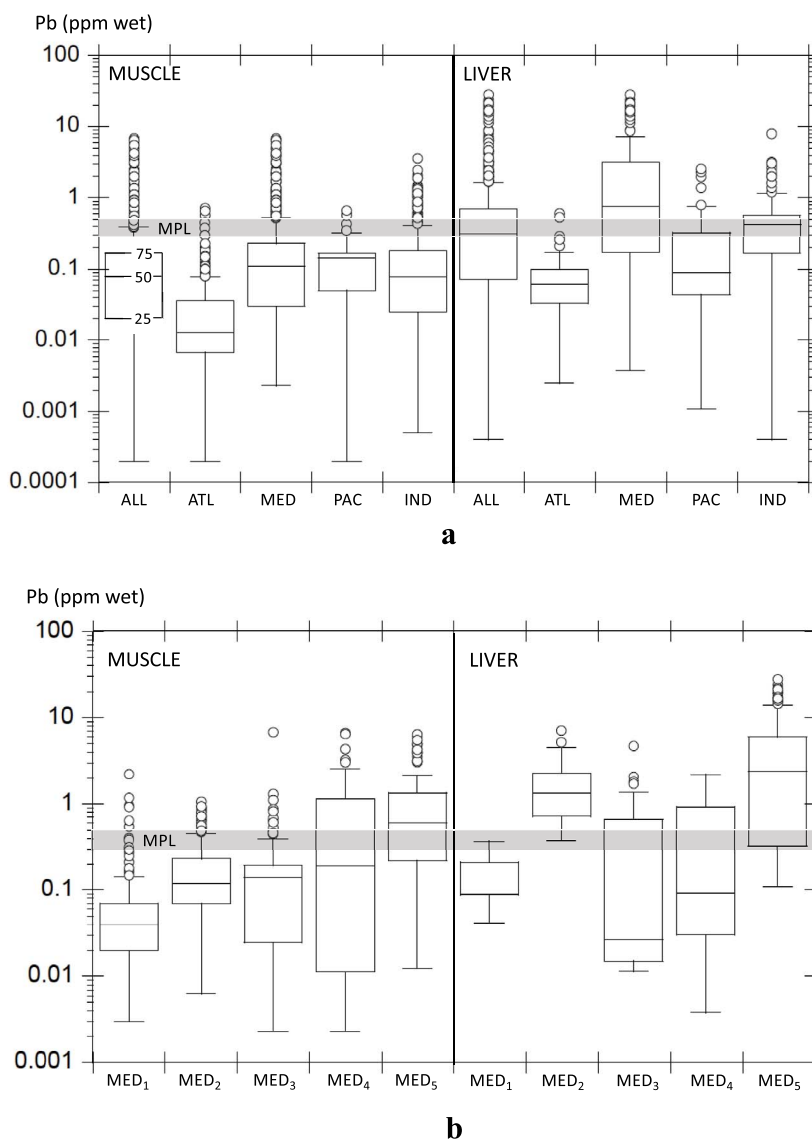 Pb (ppm wet)
100
MUSCLE
LIVER
10
1
MPL
75
0.1
50
25
0.01
0.001
0.0001
ALL ATL MED PAC IND ALL ATL MED PAC IND
a
Pb (ppm wet)
100
MUSCLE
LIVER
10
1
MPL
0.1
0.01
0.001
MED₁ MED₂ MED₃ MED₄ MED₅ MED₁ MED₂ MED₃ MED₄ MED₅
b